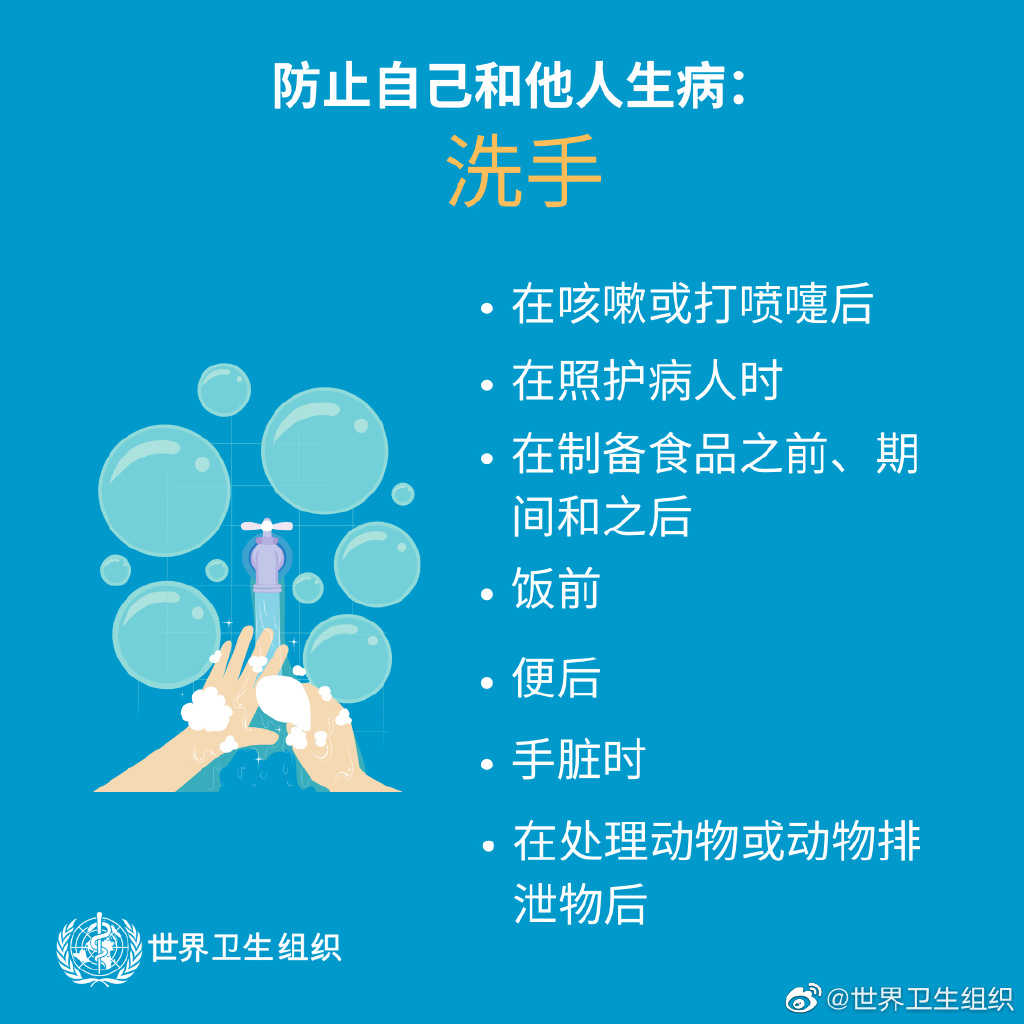 防止自己和他人生病：
洗手
• 在咳嗽或打喷嚏后
• 在照护病人时
• 在制备食品之前、期
间和之后
• 饭前
• 便后
• 手脏时
• 在处理动物或动物排
泄物后
世界卫生组织
@世界卫生组织